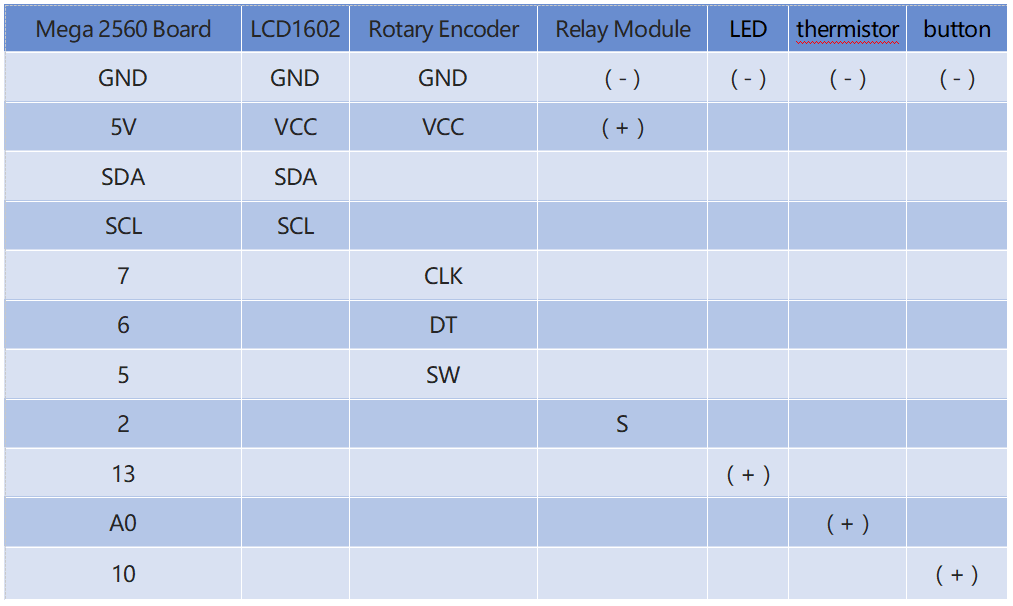 Mega 2560 Board LCD1602 Rotary Encoder Relay Module LED thermistor button
GND GND GND ( - ) ( - ) ( - ) ( - )
5V VCC VCC ( + )
SDA SDA
SCL SCL
7 CLK
6 DT
5 SW
2 S
13 ( + )
A0 ( + )
10 ( + )